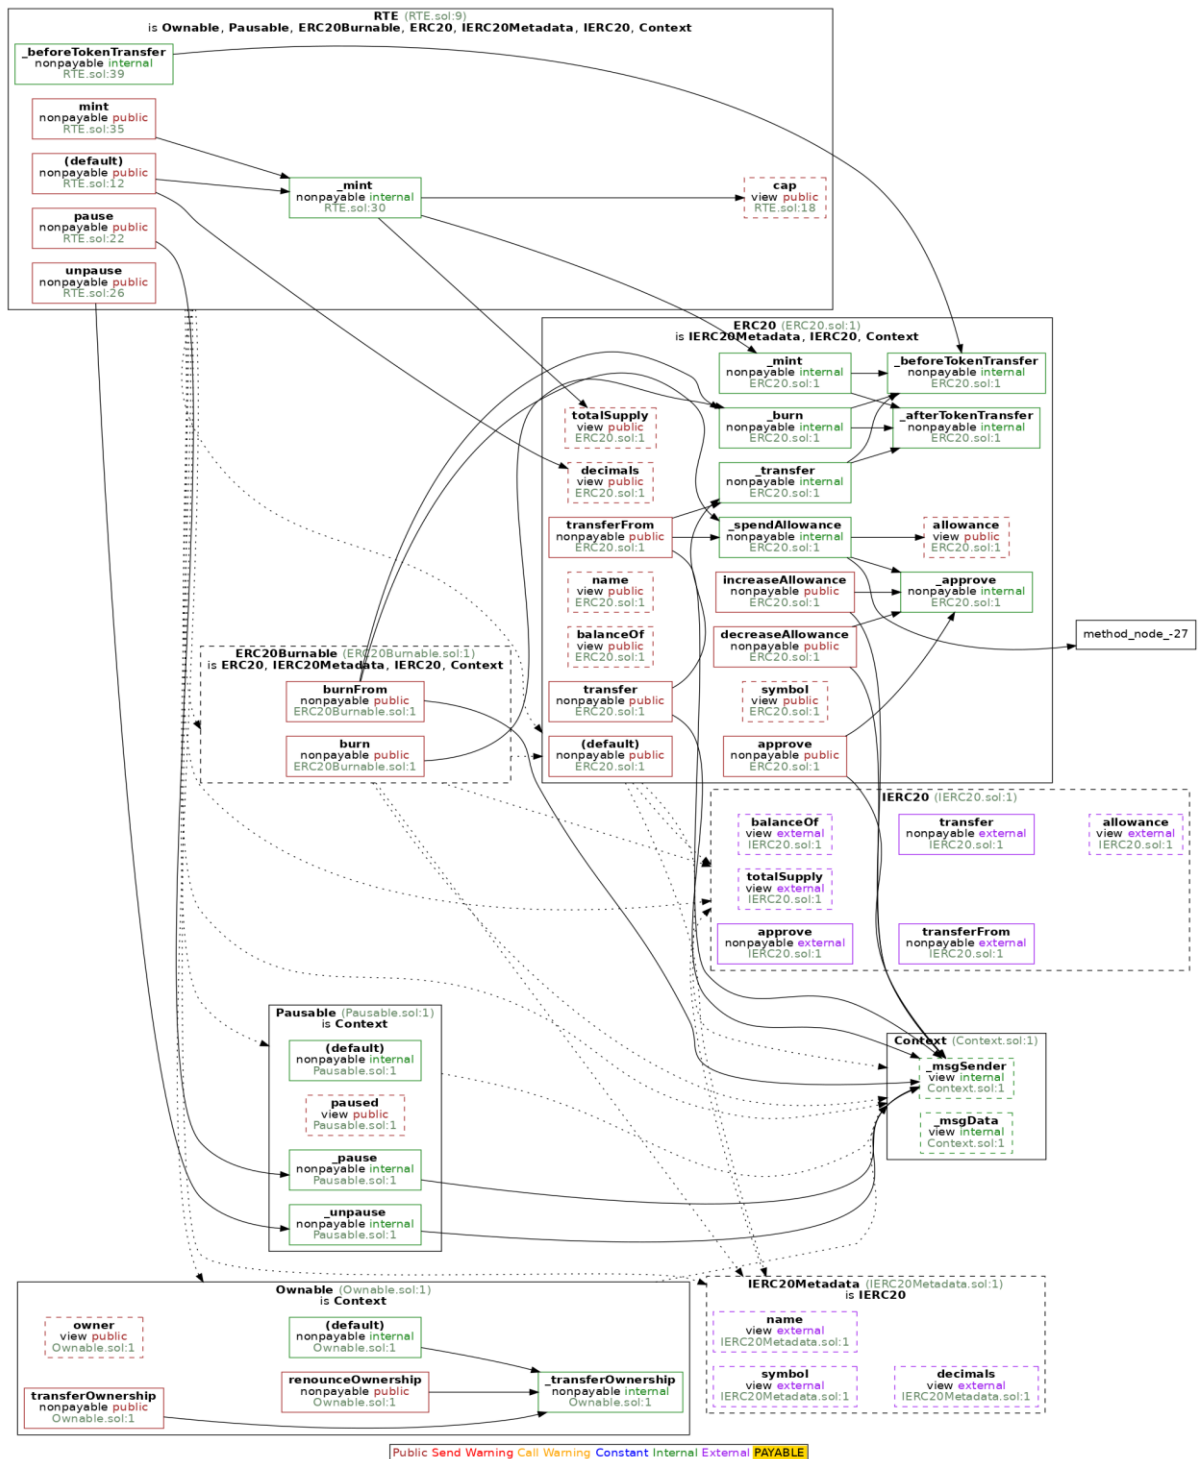 RTE (RTE.sol:9)
is Ownable, Pausable, ERC20Burnable, ERC20, IERC20Metadata, IERC20, Context
_beforeTokenTransfer
nonpayable internal
RTE.sol:39
mint
nonpayable public
RTE.sol:35
(default)
nonpayable public
RTE.sol:12
pause
nonpayable public
RTE.sol:22
unpause
nonpayable public
RTE.sol:26
_mint
nonpayable internal
RTE.sol:30
cap
view public
RTE.sol:18
ERC20 (ERC20.sol:1)
is IERC20Metadata, IERC20, Context
_mint
nonpayable internal
ERC20.sol:1
_beforeTokenTransfer
nonpayable internal
ERC20.sol:1
totalSupply
view public
ERC20.sol:1
_burn
nonpayable internal
ERC20.sol:1
_afterTokenTransfer
nonpayable internal
ERC20.sol:1
decimals
view public
ERC20.sol:1
_transfer
nonpayable internal
ERC20.sol:1
transferFrom
nonpayable public
ERC20.sol:1
_spendAllowance
nonpayable internal
ERC20.sol:1
allowance
view public
ERC20.sol:1
name
view public
ERC20.sol:1
increaseAllowance
nonpayable public
ERC20.sol:1
_approve
nonpayable internal
ERC20.sol:1
balanceOf
view public
ERC20.sol:1
decreaseAllowance
nonpayable public
ERC20.sol:1
method_node_-27
transfer
nonpayable public
ERC20.sol:1
symbol
view public
ERC20.sol:1
(default)
nonpayable public
ERC20.sol:1
approve
nonpayable public
ERC20.sol:1
ERC20Burnable (ERC20Burnable.sol:1)
is ERC20, IERC20Metadata, IERC20, Context
burnFrom
nonpayable public
ERC20Burnable.sol:1
burn
nonpayable public
ERC20Burnable.sol:1
IERC20 (IERC20.sol:1)
balanceOf
view external
IERC20.sol:1
transfer
nonpayable external
IERC20.sol:1
allowance
view external
IERC20.sol:1
totalSupply
view external
IERC20.sol:1
approve
nonpayable external
IERC20.sol:1
transferFrom
nonpayable external
IERC20.sol:1
Pausable (Pausable.sol:1)
is Context
(default)
nonpayable internal
Pausable.sol:1
paused
view public
Pausable.sol:1
_pause
nonpayable internal
Pausable.sol:1
_unpause
nonpayable internal
Pausable.sol:1
Context (Context.sol:1)
_msgSender
view internal
Context.sol:1
_msgData
view internal
Context.sol:1
Ownable (Ownable.sol:1)
is Context
owner
view public
Ownable.sol:1
(default)
nonpayable internal
Ownable.sol:1
transferOwnership
nonpayable public
Ownable.sol:1
renounceOwnership
nonpayable public
Ownable.sol:1
_transferOwnership
nonpayable internal
Ownable.sol:1
IERC20Metadata (IERC20Metadata.sol:1)
is IERC20
name
view external
IERC20Metadata.sol:1
symbol
view external
IERC20Metadata.sol:1
decimals
view external
IERC20Metadata.sol:1
Public Send Warning Call Warning Constant Internal External PAYABLE